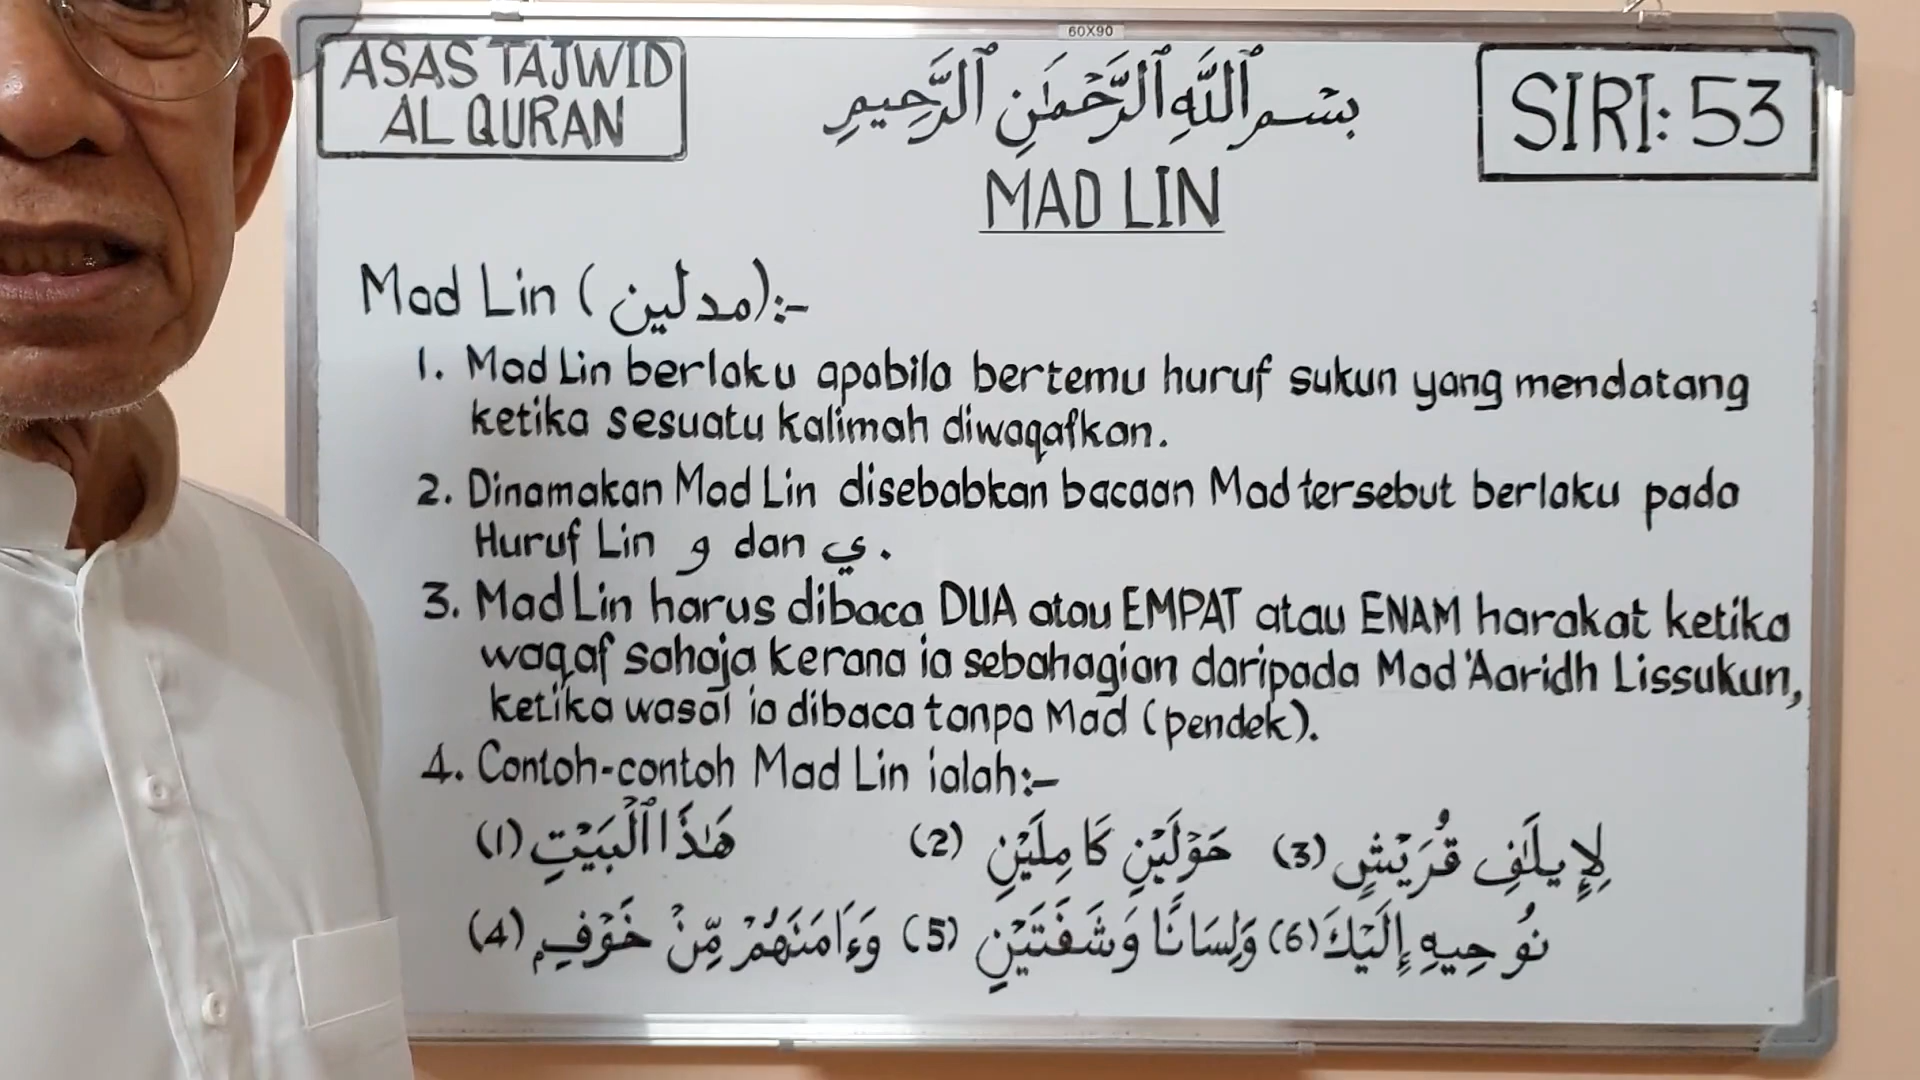 60X90
ASAS TAJWID
AL QURAN
بِسْمِ ٱللَّهِ ٱلرَّحْمَٰنِ ٱلرَّحِيمِ
SIRI: 53
MAD LIN
Mad Lin (مدلين):-
1. Mad Lin berlaku apabila bertemu huruf sukun yang mendatang
ketika sesuatu kalimah diwaqafkan.
2. Dinamakan Mad Lin disebabkan bacaan Mad tersebut berlaku pada
Huruf Lin و dan ي.
3. Mad Lin harus dibaca DUA atau EMPAT atau ENAM harakat ketika
waqaf sahaja kerana ia sebahagian daripada Mad 'Aaridh Lissukun,
ketika wasal ia dibaca tanpa Mad (pendek).
4. Contoh-contoh Mad Lin ialah:-
(1) هَٰذَا ٱلْبَيْتِ (2) حَوْلَيْنِ كَامِلَيْنِ (3) لِإِيلَٰفِ قُرَيْشٍ
(4) وَءَامَنَهُمْ مِّنْ خَوْفٍۭ (5) وَلِسَانًا وَشَفَتَيْنِ (6) نُوحِيهِ إِلَيْكَ